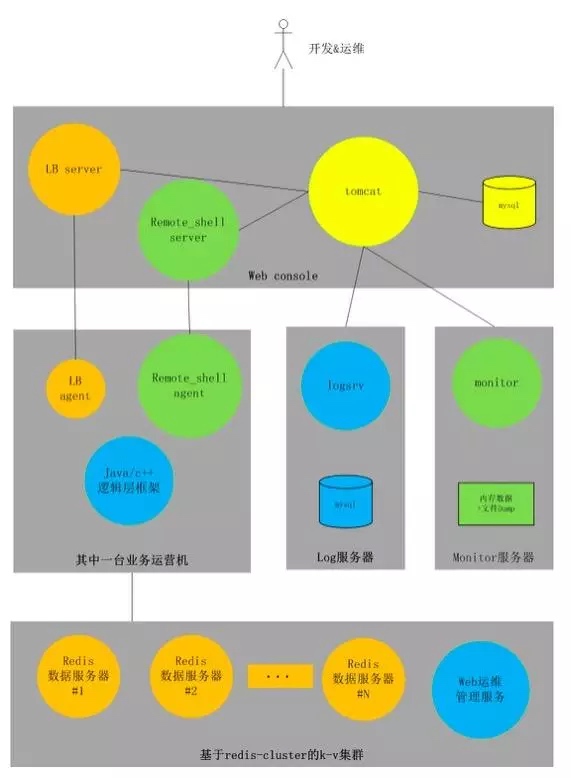 开发&运维
LB server
tomcat
Remote_shell
server
mysql
Web console
LB
agent
Remote_shell
agent
logsrv
monitor
Java/c++
逻辑层框架
mysql
内存数据
+文件Dump
其中一台业务运营机
Log服务器
Monitor服务器
Redis
数据服务器
#1
Redis
数据服务器
#2
...
Redis
数据服务器
#N
Web运维
管理服务
基于redis-cluster的k-v集群